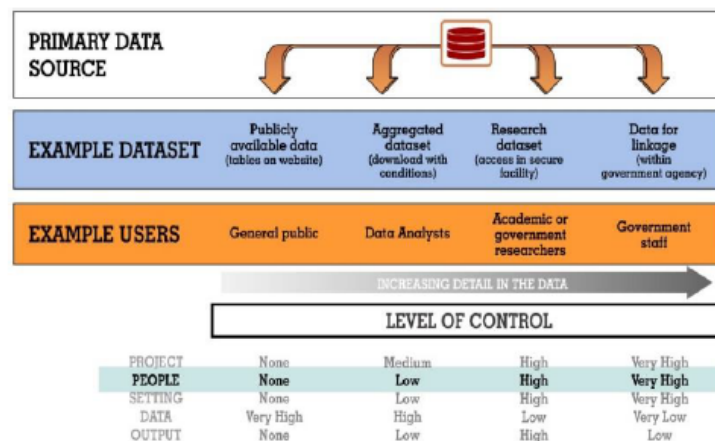 PRIMARY DATA
SOURCE
EXAMPLE DATASET
Publicly
available data
(tables on website)
Aggregated
dataset
(download with
conditions)
Research
dataset
(access in secure
facility)
Data for
linkage
(within
government agency)
EXAMPLE USERS
General public
Data Analysts
Academic or
government
researchers
Government
staff
INCREASING DETAIL IN THE DATA
LEVEL OF CONTROL
PROJECT None Medium High Very High
PEOPLE None Low High Very High
SETTING None Low High Very High
DATA Very High High Low Very Low
OUTPUT None Low High Low